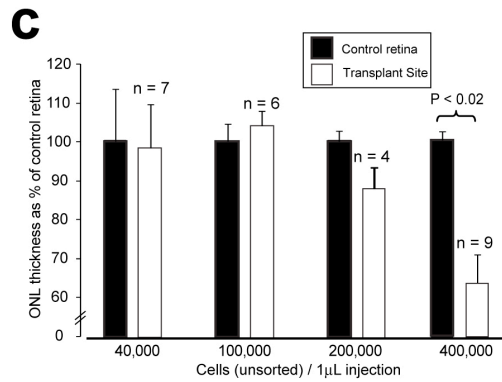 C
Control retina
Transplant Site
P < 0.02
n = 7
n = 6
n = 4
n = 9
ONL thickness as % of control retina
120
110
100
90
80
70
60
0
40,000
100,000
200,000
400,000
Cells (unsorted) / 1μL injection